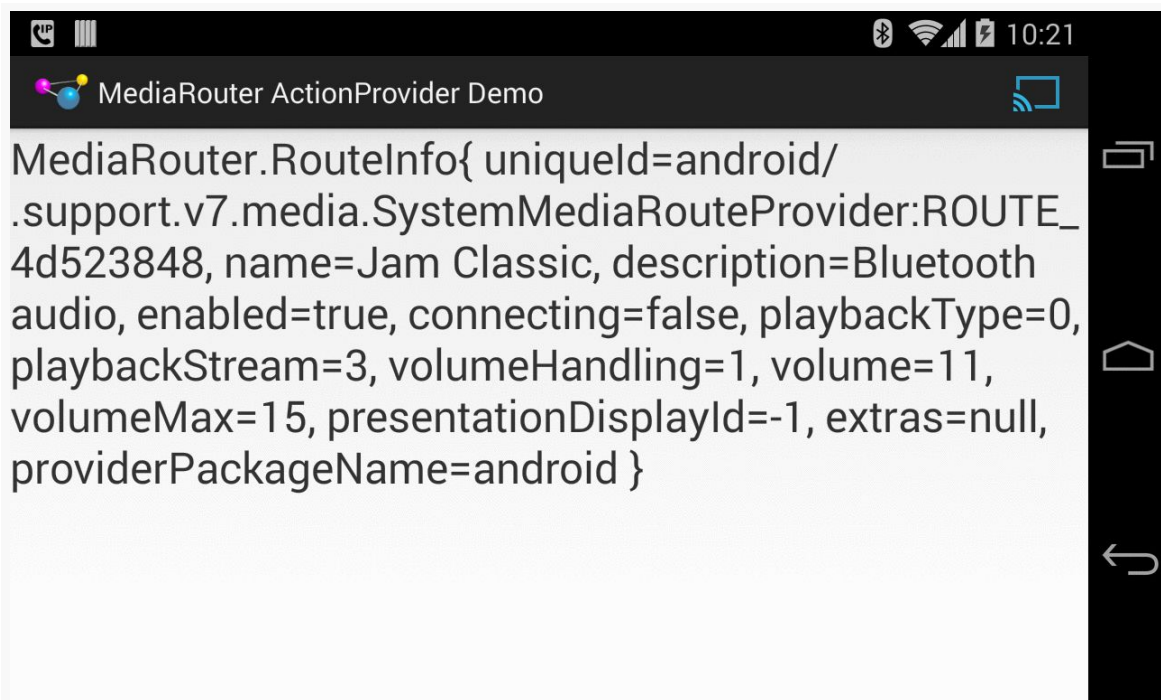 IP
10:21
MediaRouter ActionProvider Demo
MediaRouter.RouteInfo{ uniqueId=android/
.support.v7.media.SystemMediaRouteProvider:ROUTE_
4d523848, name=Jam Classic, description=Bluetooth
audio, enabled=true, connecting=false, playbackType=0,
playbackStream=3, volumeHandling=1, volume=11,
volumeMax=15, presentationDisplayId=-1, extras=null,
providerPackageName=android }